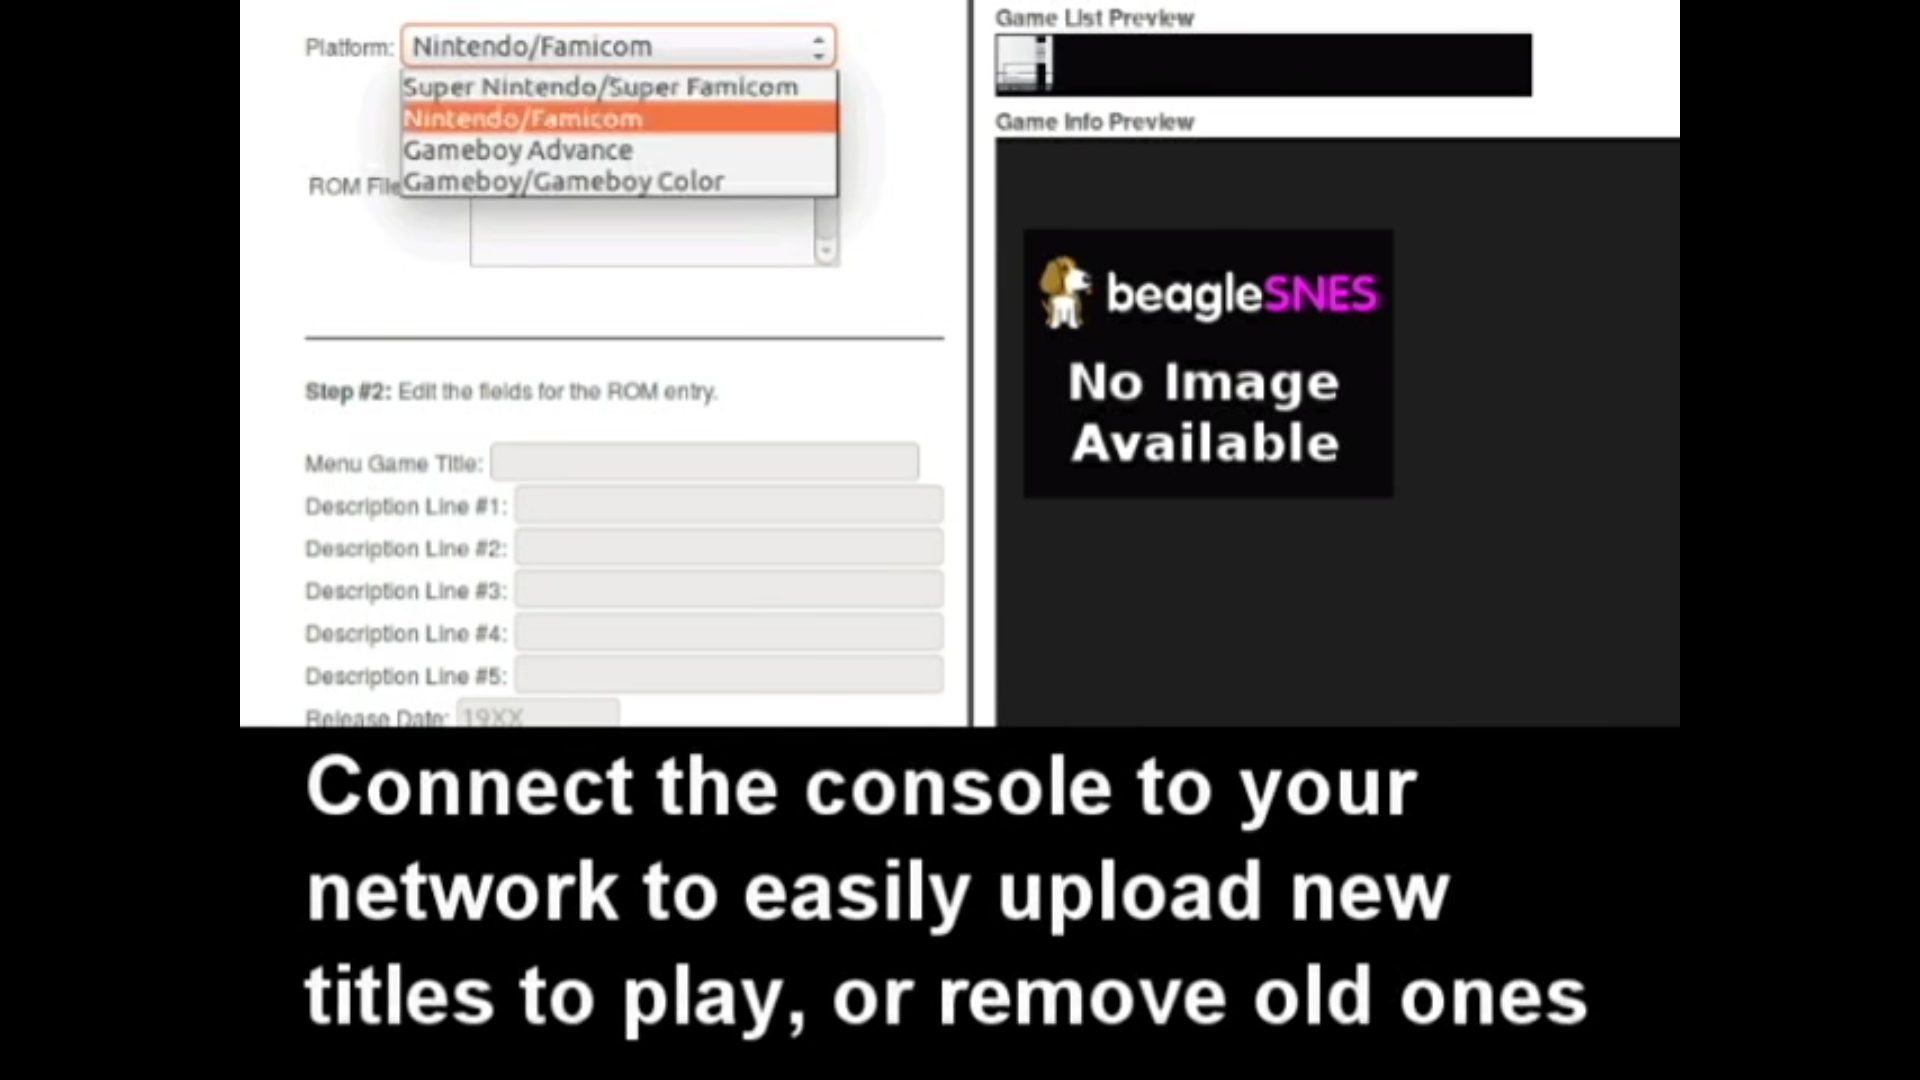 Platform: Nintendo/Famicom
Super Nintendo/Super Famicom
Nintendo/Famicom
Gameboy Advance
Gameboy/Gameboy Color
ROM File
Step #2: Edit the fields for the ROM entry.
Menu Game Title:
Description Line #1:
Description Line #2:
Description Line #3:
Description Line #4:
Description Line #5:
Release Date: 19XX
Game List Preview
Game Info Preview
beagleSNES
No Image
Available
Connect the console to your
network to easily upload new
titles to play, or remove old ones